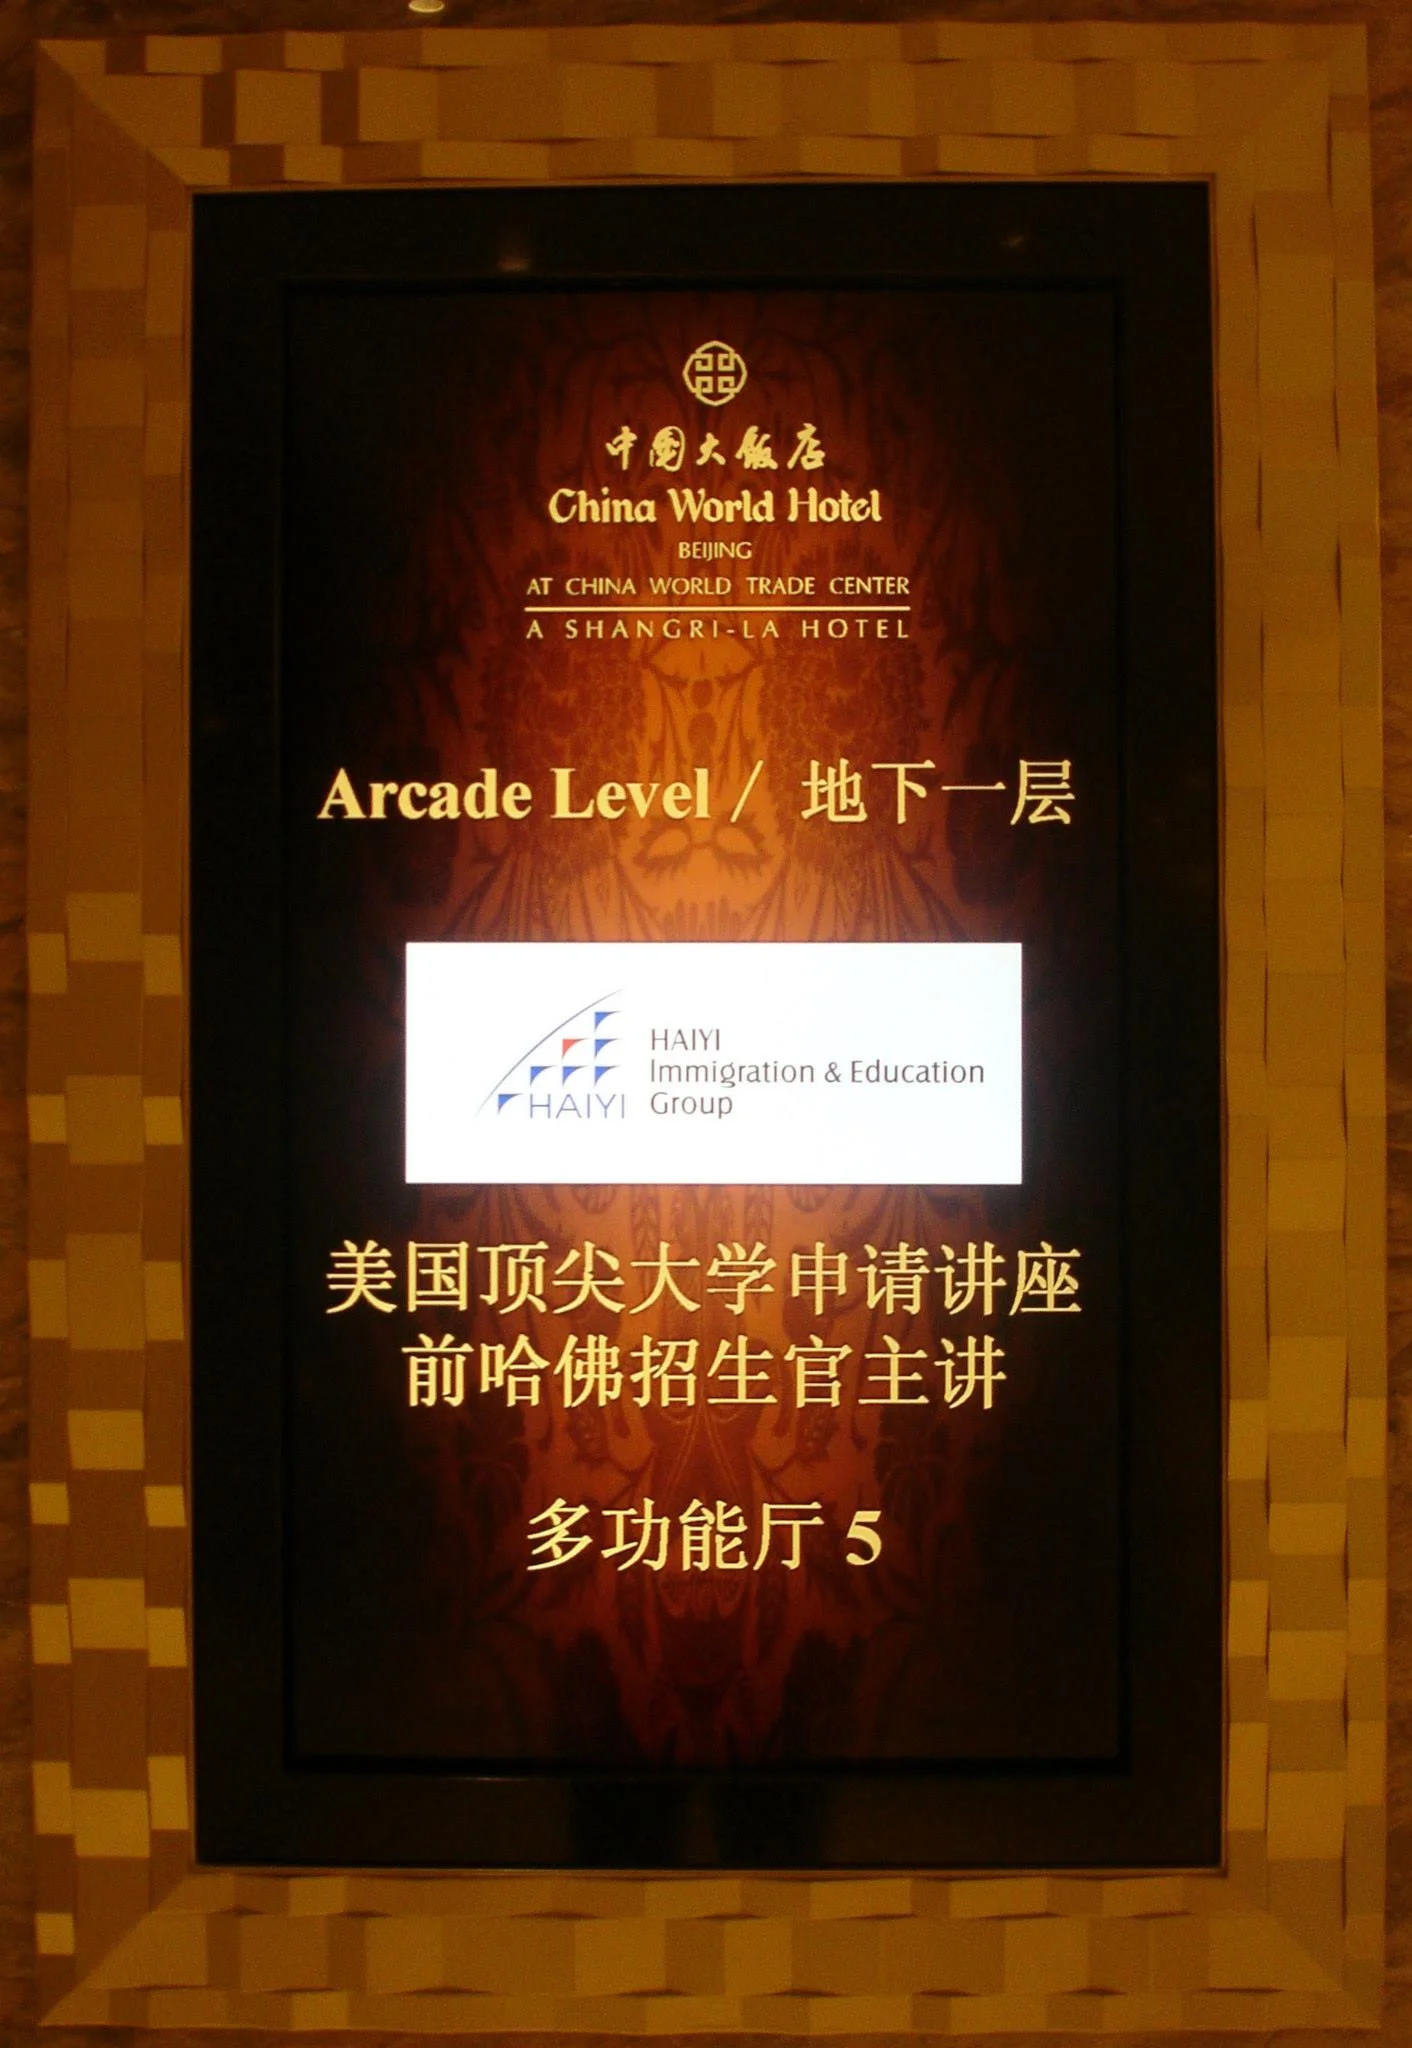 中国大饭店
China World Hotel
BEIJING
AT CHINA WORLD TRADE CENTER
A SHANGRI-LA HOTEL
Arcade Level / 地下一层
HAIYI
HAIYI
Immigration & Education
Group
美国顶尖大学申请讲座
前哈佛招生官主讲
多功能厅 5